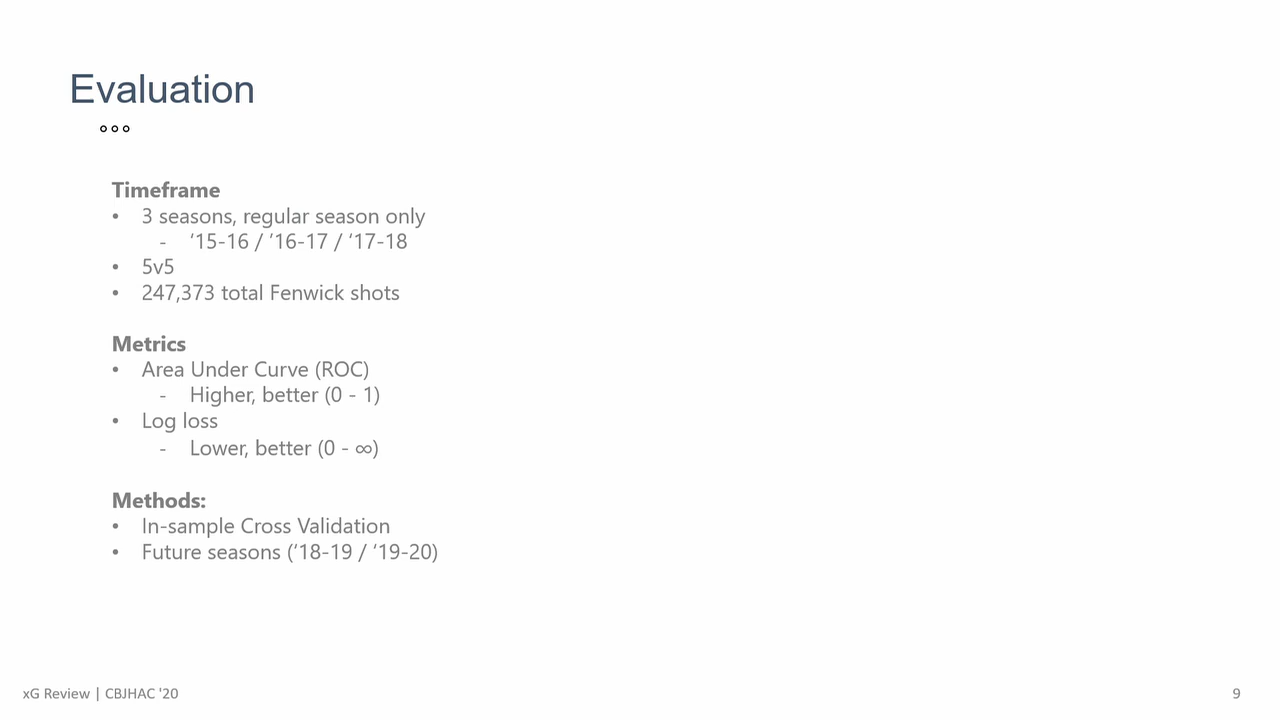 Evaluation
Timeframe
• 3 seasons, regular season only
- ‘15-16 / ’16-17 / ‘17-18
• 5v5
• 247,373 total Fenwick shots
Metrics
• Area Under Curve (ROC)
- Higher, better (0 - 1)
• Log loss
- Lower, better (0 - ∞)
Methods:
• In-sample Cross Validation
• Future seasons (‘18-19 / ‘19-20)
xG Review | CBJHAC '20
9